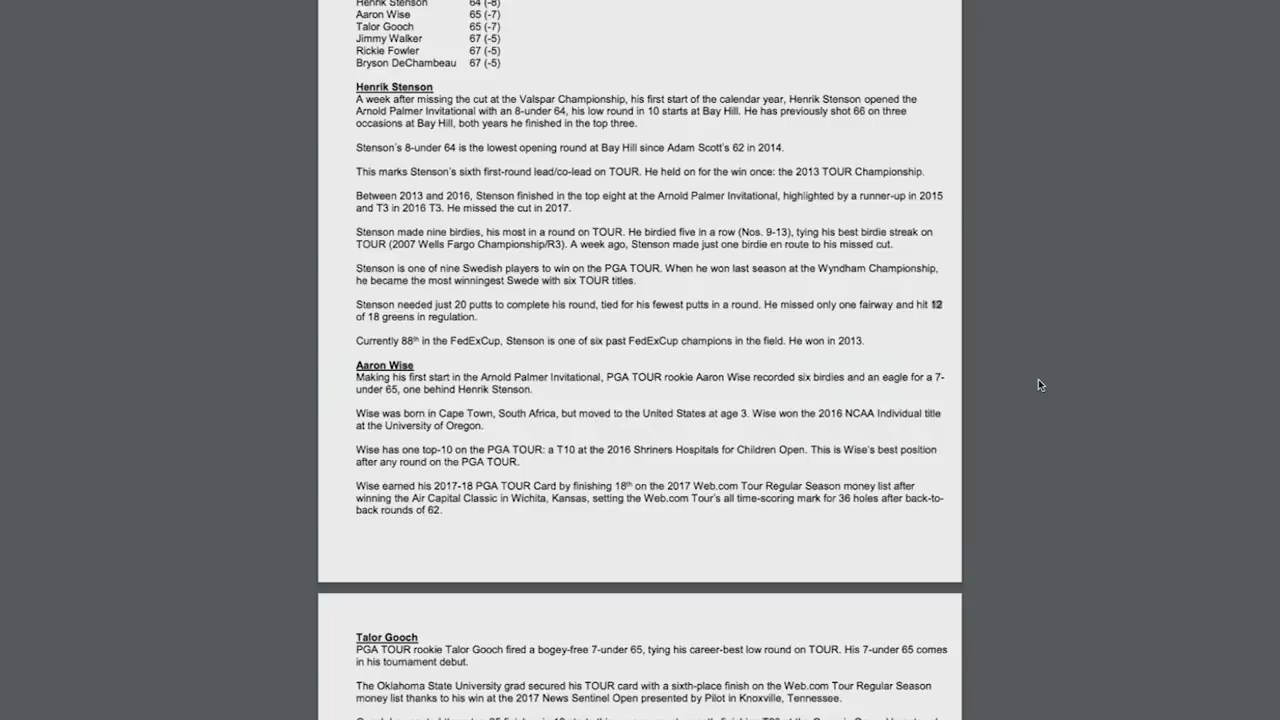 Henrik Stenson 64 (-8)
Aaron Wise 65 (-7)
Talor Gooch 65 (-7)
Jimmy Walker 67 (-5)
Rickie Fowler 67 (-5)
Bryson DeChambeau 67 (-5)
Henrik Stenson
A week after missing the cut at the Valspar Championship, his first start of the calendar year, Henrik Stenson opened the
Arnold Palmer Invitational with an 8-under 64, his low round in 10 starts at Bay Hill. He has previously shot 66 on three
occasions at Bay Hill, both years he finished in the top three.
Stenson's 8-under 64 is the lowest opening round at Bay Hill since Adam Scott's 62 in 2014.
This marks Stenson's sixth first-round lead/co-lead on TOUR. He held on for the win once: the 2013 TOUR Championship.
Between 2013 and 2016, Stenson finished in the top eight at the Arnold Palmer Invitational, highlighted by a runner-up in 2015
and T3 in 2016 T3. He missed the cut in 2017.
Stenson made nine birdies, his most in a round on TOUR. He birdied five in a row (Nos. 9-13), tying his best birdie streak on
TOUR (2007 Wells Fargo Championship/R3). A week ago, Stenson made just one birdie en route to his missed cut.
Stenson is one of nine Swedish players to win on the PGA TOUR. When he won last season at the Wyndham Championship,
he became the most winningest Swede with six TOUR titles.
Stenson needed just 20 putts to complete his round, tied for his fewest putts in a round. He missed only one fairway and hit 12
of 18 greens in regulation.
Currently 88th in the FedExCup, Stenson is one of six past FedExCup champions in the field. He won in 2013.
Aaron Wise
Making his first start in the Arnold Palmer Invitational, PGA TOUR rookie Aaron Wise recorded six birdies and an eagle for a 7-
under 65, one behind Henrik Stenson.
Wise was born in Cape Town, South Africa, but moved to the United States at age 3. Wise won the 2016 NCAA Individual title
at the University of Oregon.
Wise has one top-10 on the PGA TOUR: a T10 at the 2016 Shriners Hospitals for Children Open. This is Wise's best position
after any round on the PGA TOUR.
Wise earned his 2017-18 PGA TOUR Card by finishing 18th on the 2017 Web.com Tour Regular Season money list after
winning the Air Capital Classic in Wichita, Kansas, setting the Web.com Tour's all time-scoring mark for 36 holes after back-to-
back rounds of 62.
Talor Gooch
PGA TOUR rookie Talor Gooch fired a bogey-free 7-under 65, tying his career-best low round on TOUR. His 7-under 65 comes
in his tournament debut.
The Oklahoma State University grad secured his TOUR card with a sixth-place finish on the Web.com Tour Regular Season
money list thanks to his win at the 2017 News Sentinel Open presented by Pilot in Knoxville, Tennessee.